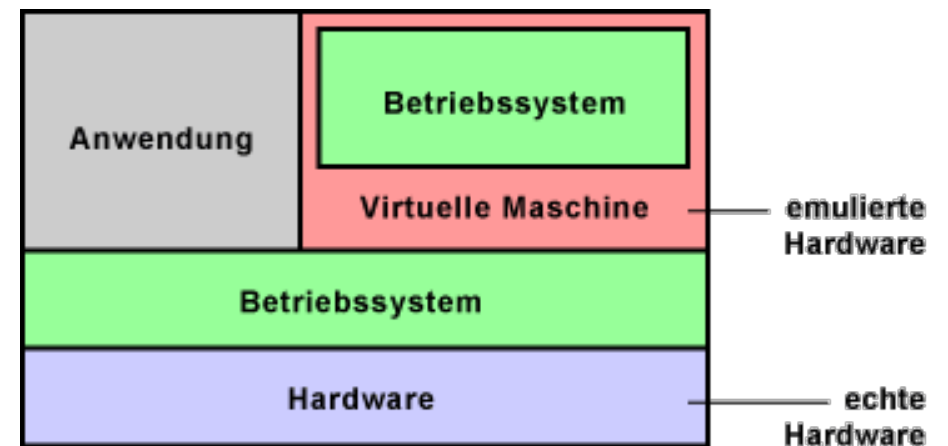 Betriebssystem
Anwendung
Virtuelle Maschine
emulierte
Hardware
Betriebssystem
Hardware
echte
Hardware